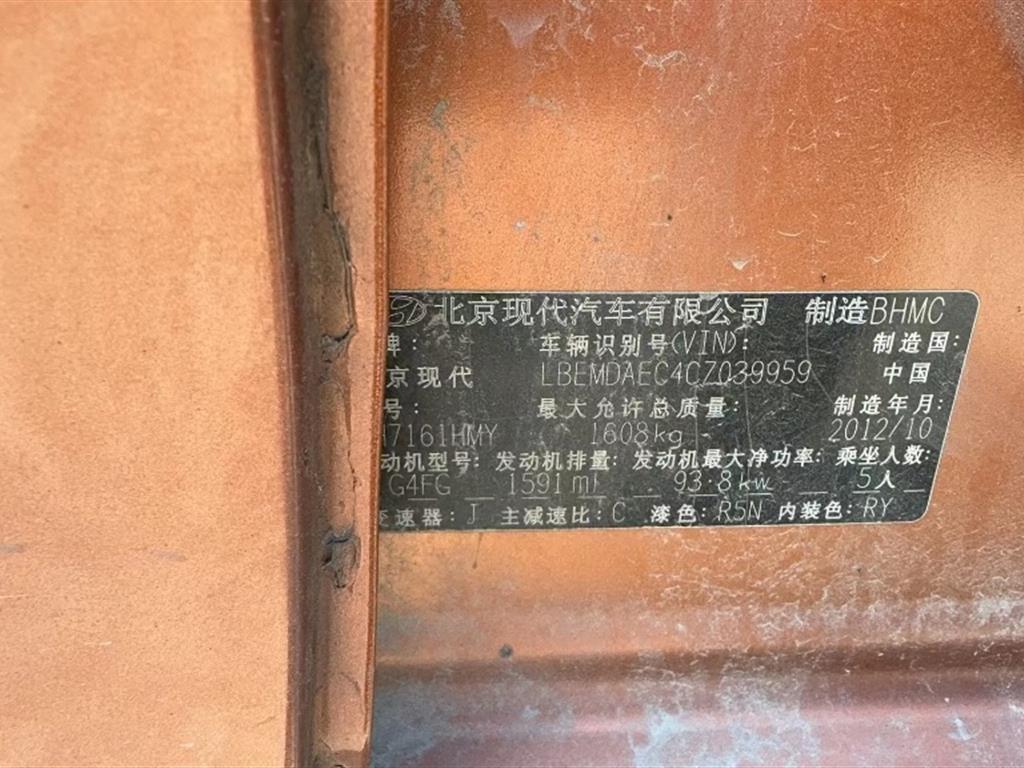 北京现代汽车有限公司 制造BHMC
牌: 车辆识别号(VIN): 制造国:
京现代 LBEMDAEC4CZ039959 中国
号: 最大允许总质量: 制造年月:
7161HMY 1608kg 2012/10
动机型号: 发动机排量: 发动机最大净功率: 乘坐人数:
G4FG 1591ml 93.8kw 5人
变速器: J 主减速比: C 漆色: R5N 内装色: RY